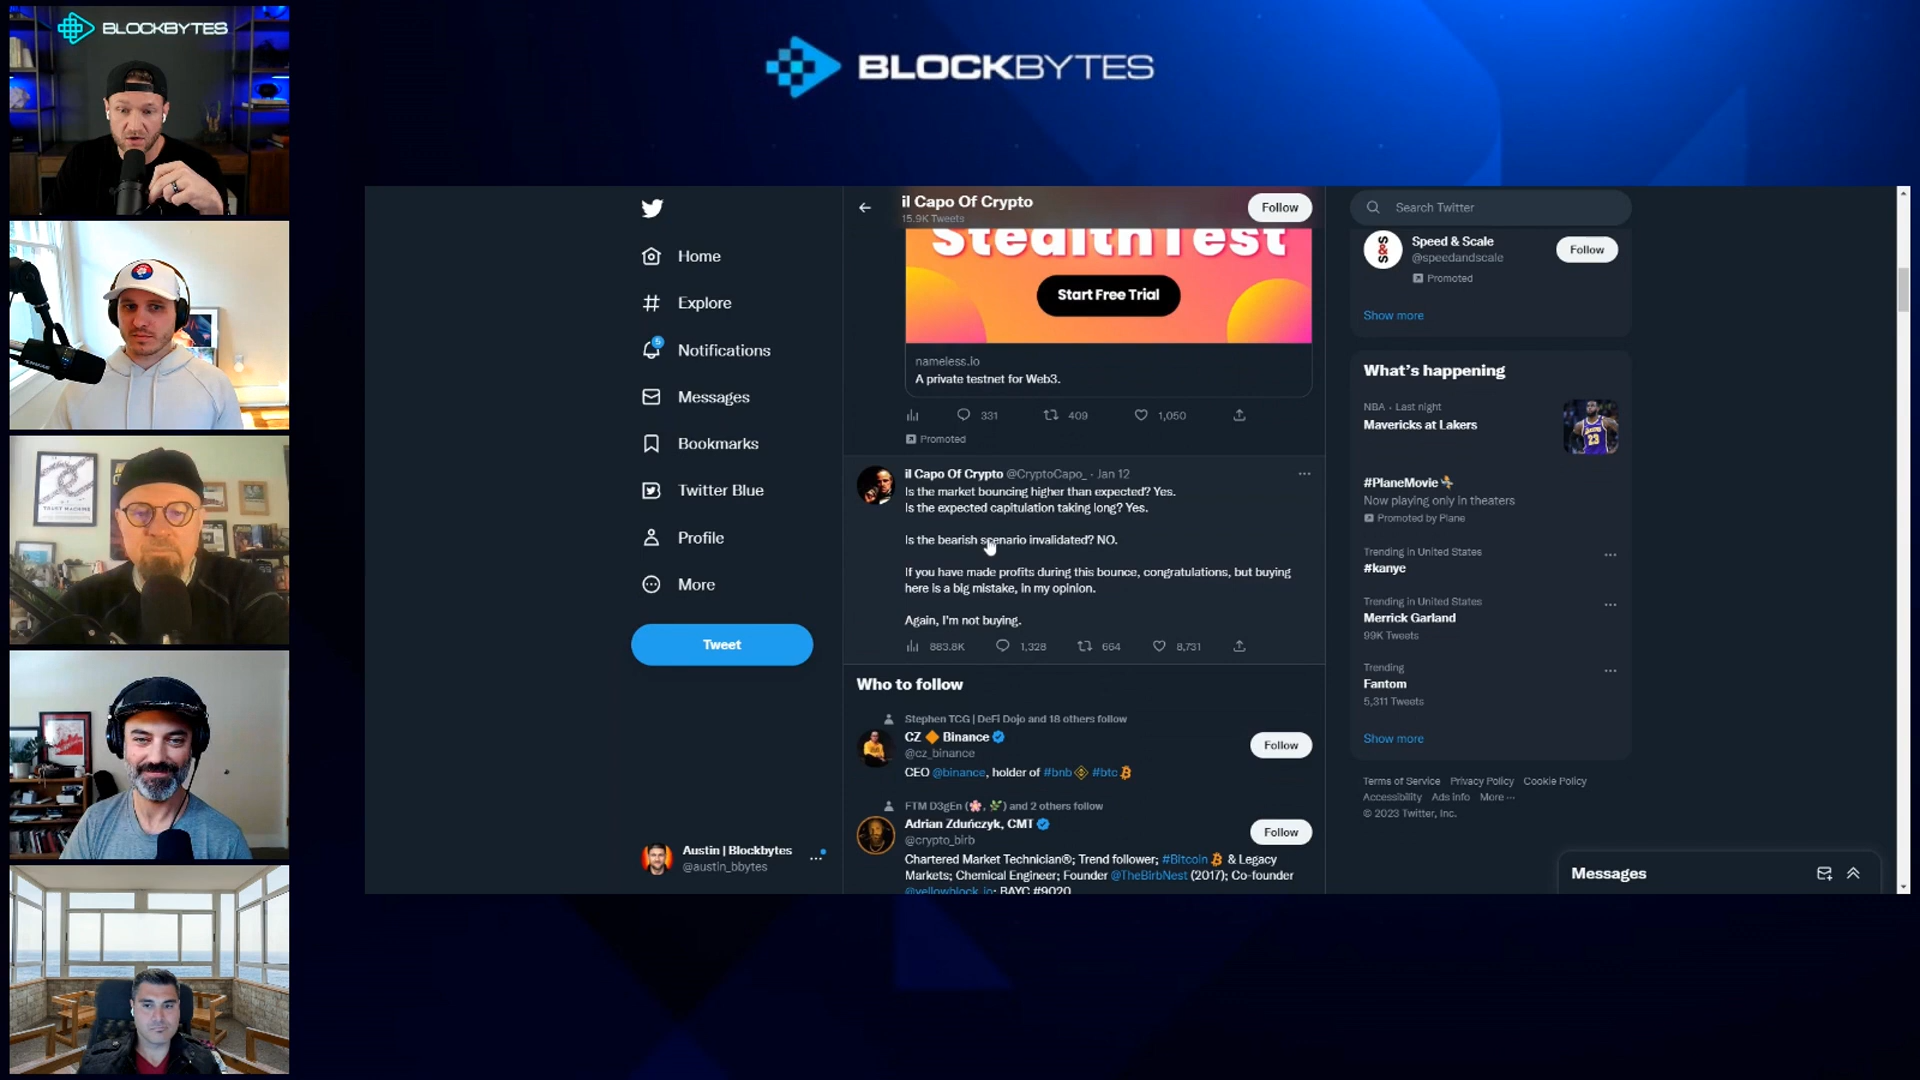 BLOCKBYTES
BLOCKBYTES
TRUST MACHINE
Home
Explore
5
Notifications
Messages
Bookmarks
Twitter Blue
Profile
More
Tweet
Austin | Blockbytes
@austin_bbytes
il Capo Of Crypto
15.9K Tweets
Follow
StealthTest
Start Free Trial
nameless.io
A private testnet for Web3.
331 409 1,050
Promoted
il Capo Of Crypto @CryptoCapo_ · Jan 12
Is the market bouncing higher than expected? Yes.
Is the expected capitulation taking long? Yes.
Is the bearish scenario invalidated? NO.
If you have made profits during this bounce, congratulations, but buying
here is a big mistake, in my opinion.
Again, I'm not buying.
883.8K 1,328 664 8,731
Who to follow
Stephen TCG | DeFi Dojo and 18 others follow
CZ 🔶 Binance
@cz_binance
Follow
CEO @binance, holder of #bnb #btc
FTM D3gEn (🌸, 🌿) and 2 others follow
Adrian Zduńczyk, CMT
@crypto_birb
Follow
Chartered Market Technician®; Trend follower; #Bitcoin & Legacy
Markets; Chemical Engineer; Founder @TheBirbNest (2017); Co-founder
@yellowblock_io; BAYC #9020
Search Twitter
S&S
Speed & Scale
@speedandscale
Promoted
Follow
Show more
What's happening
NBA · Last night
Mavericks at Lakers
23
#PlaneMovie
Now playing only in theaters
Promoted by Plane
Trending in United States
#kanye
Trending in United States
Merrick Garland
99K Tweets
Trending
Fantom
5,311 Tweets
Show more
Terms of Service Privacy Policy Cookie Policy
Accessibility Ads info More ···
© 2023 Twitter, Inc.
Messages